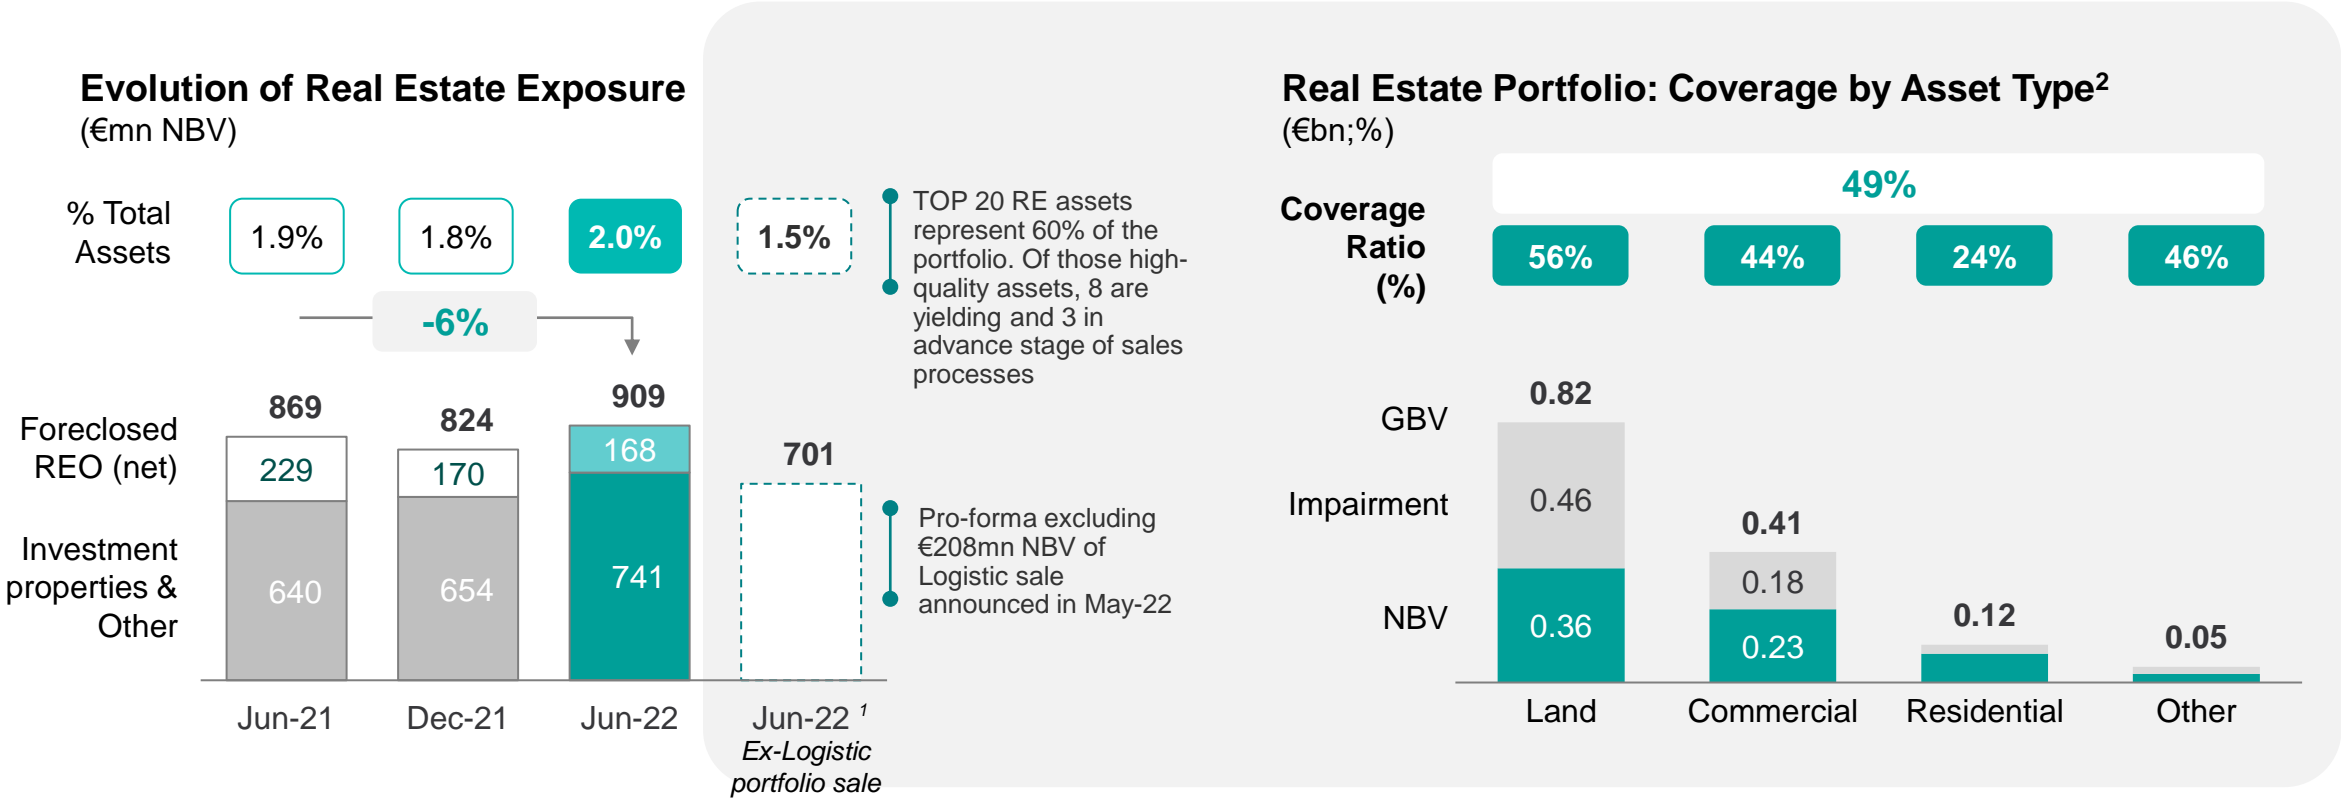 Evolution of Real Estate Exposure
(€mn NBV)
% Total
Assets
1.9%
1.8%
2.0%
1.5%
-6%
TOP 20 RE assets
represent 60% of the
portfolio. Of those high-
quality assets, 8 are
yielding and 3 in
advance stage of sales
processes
Foreclosed
REO (net)
Investment
properties &
Other
869
229
640
824
170
654
909
168
741
701
Pro-forma excluding
€208mn NBV of
Logistic sale
announced in May-22
Jun-21
Dec-21
Jun-22
Jun-22 1
Ex-Logistic
portfolio sale
Real Estate Portfolio: Coverage by Asset Type²
(€bn;%)
Coverage
Ratio
(%)
49%
56%
44%
24%
46%
GBV
Impairment
NBV
0.82
0.46
0.36
0.41
0.18
0.23
0.12
0.05
Land
Commercial
Residential
Other